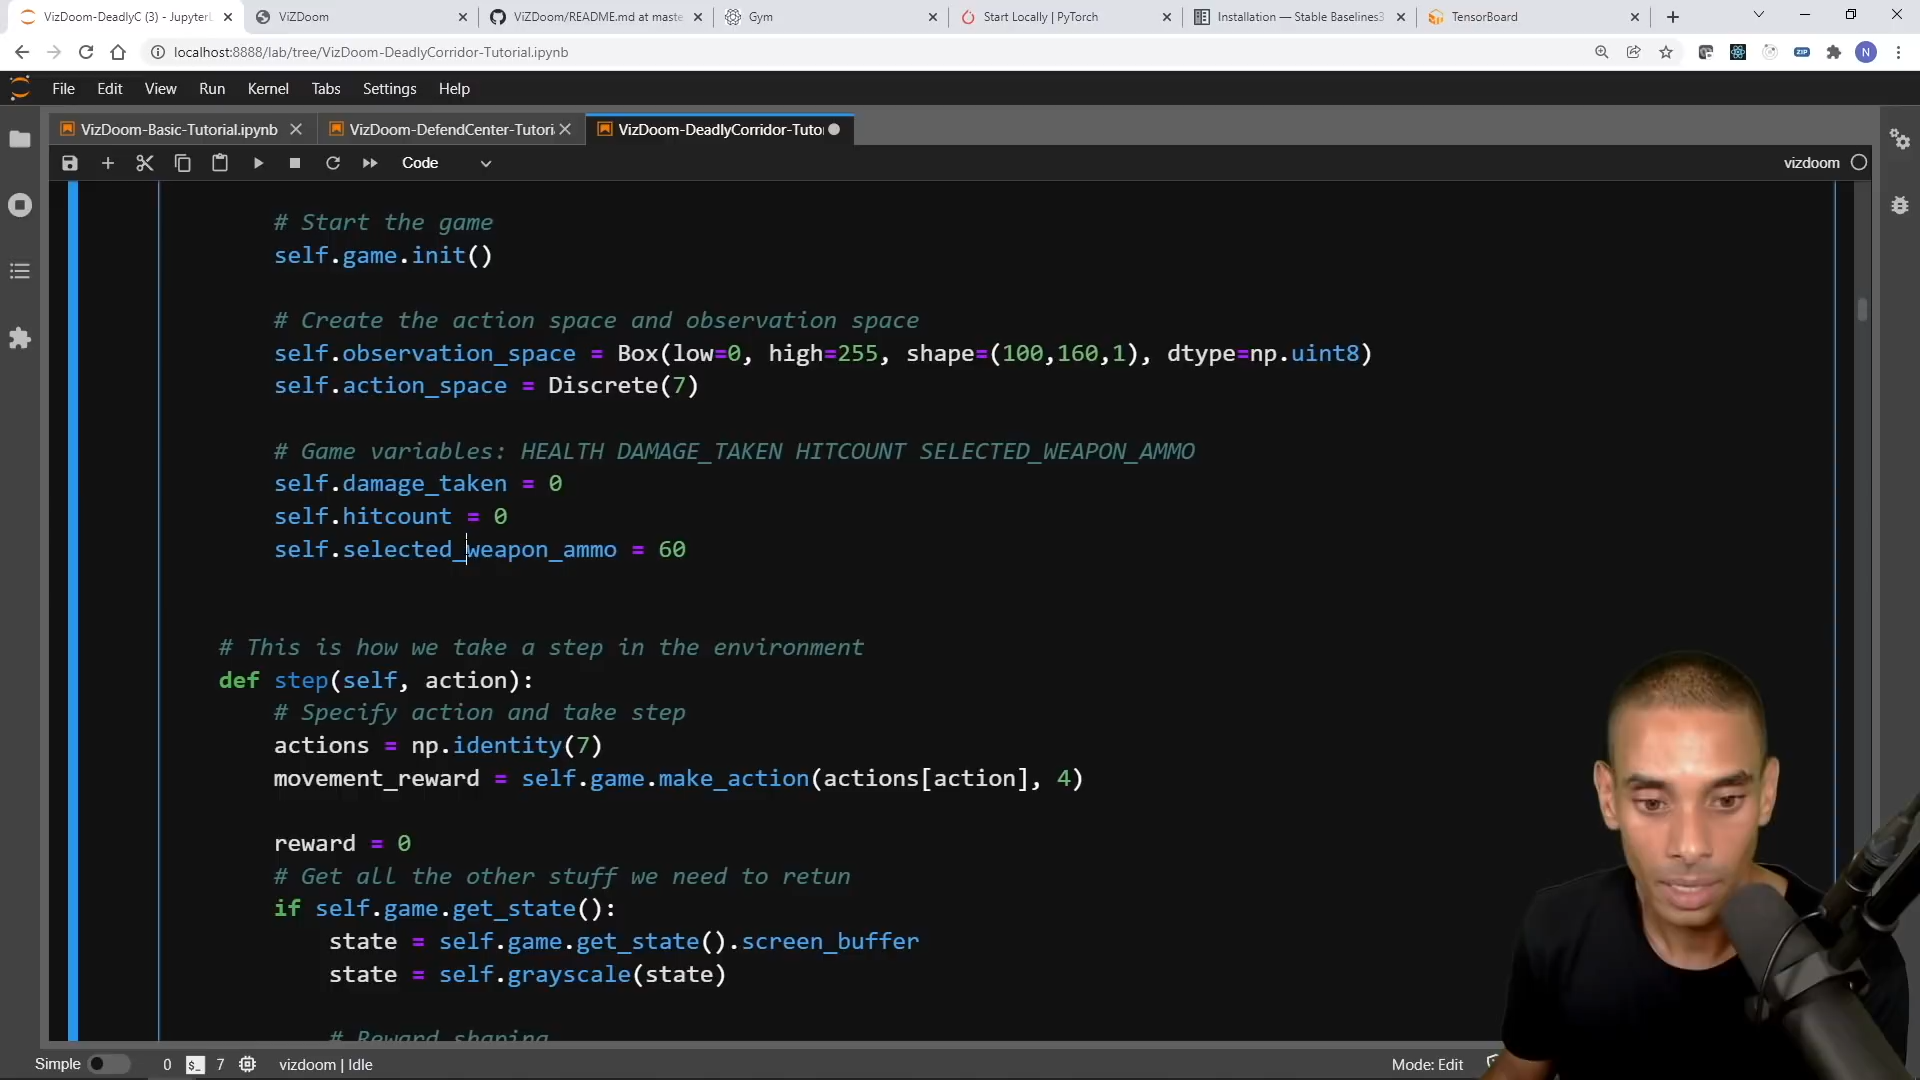 VizDoom-DeadlyC (3) - JupyterL
ViZDoom
ViZDoom/README.md at maste
Gym
Start Locally | PyTorch
Installation — Stable Baselines3
TensorBoard
localhost:8888/lab/tree/VizDoom-DeadlyCorridor-Tutorial.ipynb
ZIP
N
File Edit View Run Kernel Tabs Settings Help
VizDoom-Basic-Tutorial.ipynb
VizDoom-DefendCenter-Tutori
VizDoom-DeadlyCorridor-Tutor
Code
vizdoom
# Start the game
self.game.init()
# Create the action space and observation space
self.observation_space = Box(low=0, high=255, shape=(100,160,1), dtype=np.uint8)
self.action_space = Discrete(7)
# Game variables: HEALTH DAMAGE_TAKEN HITCOUNT SELECTED_WEAPON_AMMO
self.damage_taken = 0
self.hitcount = 0
self.selected_weapon_ammo = 60
# This is how we take a step in the environment
def step(self, action):
# Specify action and take step
actions = np.identity(7)
movement_reward = self.game.make_action(actions[action], 4)
reward = 0
# Get all the other stuff we need to retun
if self.game.get_state():
state = self.game.get_state().screen_buffer
state = self.grayscale(state)
# Reward shaping
Simple
0
$_
7
vizdoom | Idle
Mode: Edit